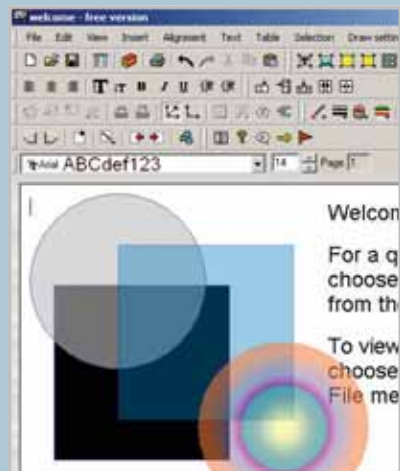 welcome - free version
File Edit View Insert Alignment Text Table Selection Draw settin
Arial ABCdef123 14 Page 1
Welcon
For a q
choose
from th
To view
choose
File me